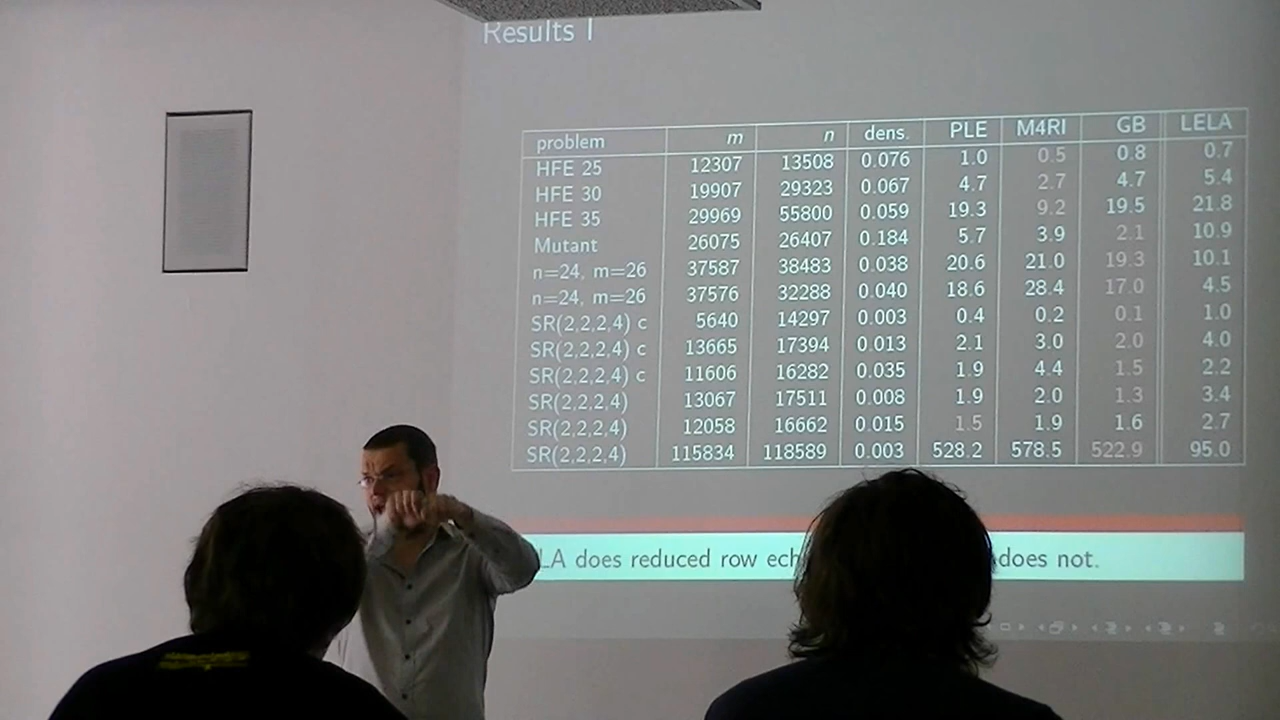 Results I
problem m n dens. PLE M4RI GB LELA
HFE 25 12307 13508 0.076 1.0 0.5 0.8 0.7
HFE 30 19907 29323 0.067 4.7 2.7 4.7 5.4
HFE 35 29969 55800 0.059 19.3 9.2 19.5 21.8
Mutant 26075 26407 0.184 5.7 3.9 2.1 10.9
n=24, m=26 37587 38483 0.038 20.6 21.0 19.3 10.1
n=24, m=26 37576 32288 0.040 18.6 28.4 17.0 4.5
SR(2,2,2,4) c 5640 14297 0.003 0.4 0.2 0.1 1.0
SR(2,2,2,4) c 13665 17394 0.013 2.1 3.0 2.0 4.0
SR(2,2,2,4) c 11606 16282 0.035 1.9 4.4 1.5 2.2
SR(2,2,2,4) 13067 17511 0.008 1.9 2.0 1.3 3.4
SR(2,2,2,4) 12058 16662 0.015 1.5 1.9 1.6 2.7
SR(2,2,2,4) 115834 118589 0.003 528.2 578.5 522.9 95.0
LA does reduced row ech does not.